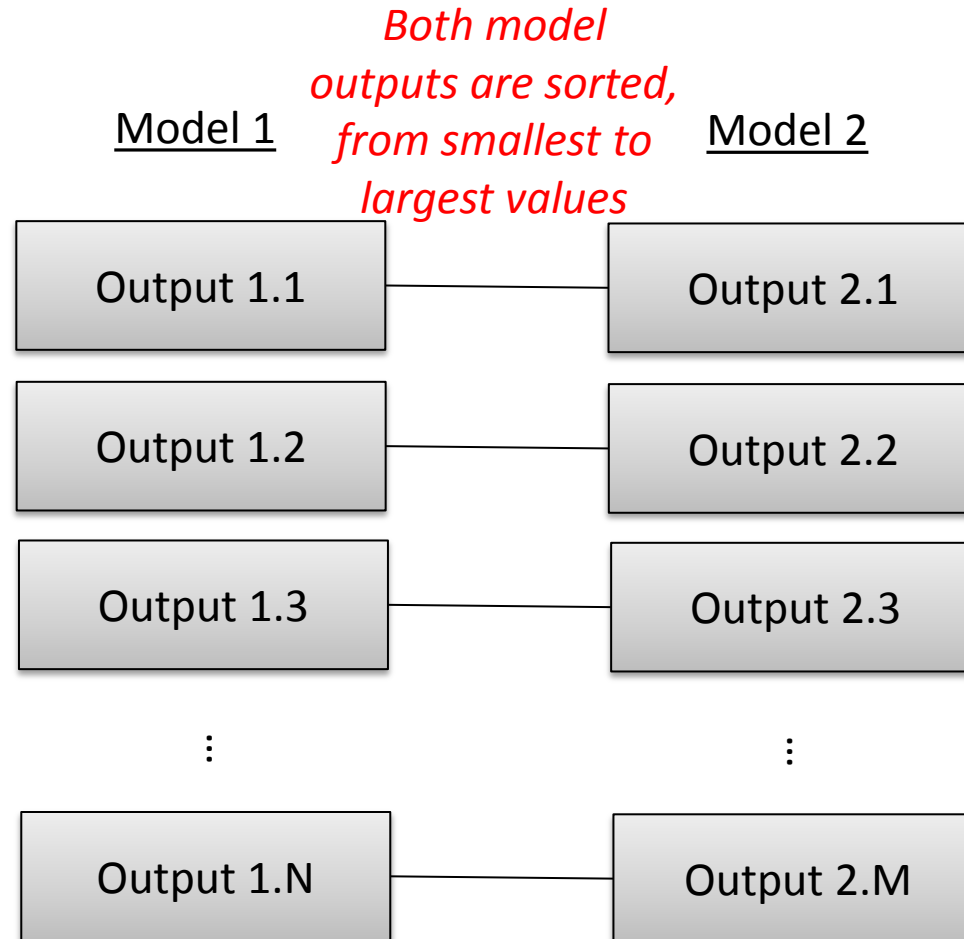 Both model
outputs are sorted,
from smallest to
largest values
Model 1
Model 2
Output 1.1
Output 2.1
Output 1.2
Output 2.2
Output 1.3
Output 2.3
...
...
Output 1.N
Output 2.M